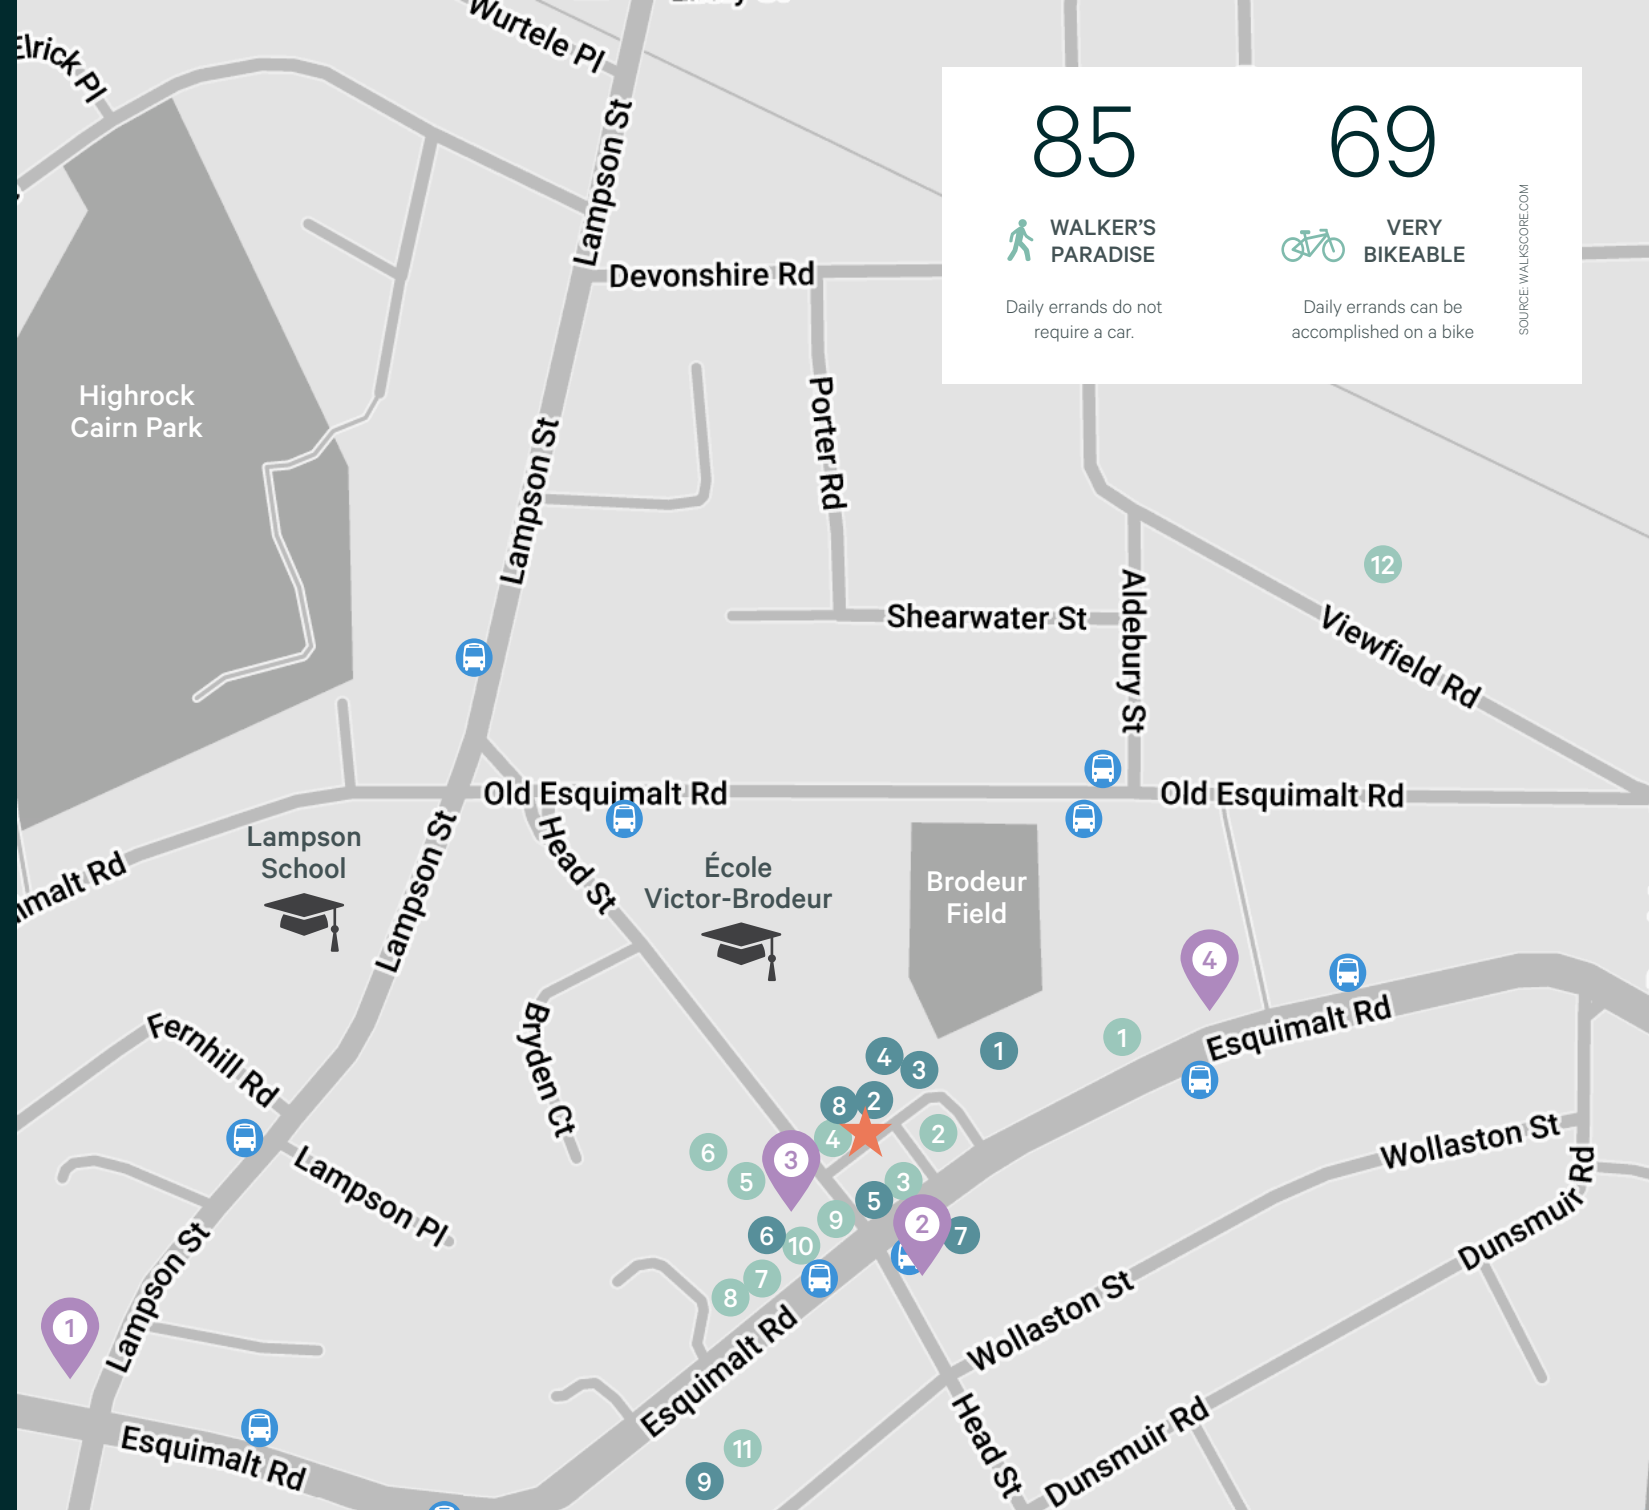 Wurtele Pl
Elrick Pl
85
69
WALKER'S
PARADISE
VERY
BIKEABLE
Daily errands do not
require a car.
Daily errands can be
accomplished on a bike
SOURCE: WALKSCORE.COM
Lampson St
Devonshire Rd
Highrock
Cairn Park
Porter Rd
Lampson St
12
Shearwater St
Aldebury St
Viewfield Rd
Old Esquimalt Rd
Old Esquimalt Rd
Lampson
School
Lampson St
Head St
École
Victor-Brodeur
Brodeur
Field
malt Rd
4
Esquimalt Rd
Bryden Ct
Fernhill Rd
1
1
4
3
8
2
4
2
6
3
5
3
Wollaston St
Lampson Pl
5
9
2
7
6
10
7
8
Dunsmuir Rd
Lampson St
1
Wollaston St
Esquimalt Rd
Esquimalt Rd
Head St
Dunsmuir Rd
11
9